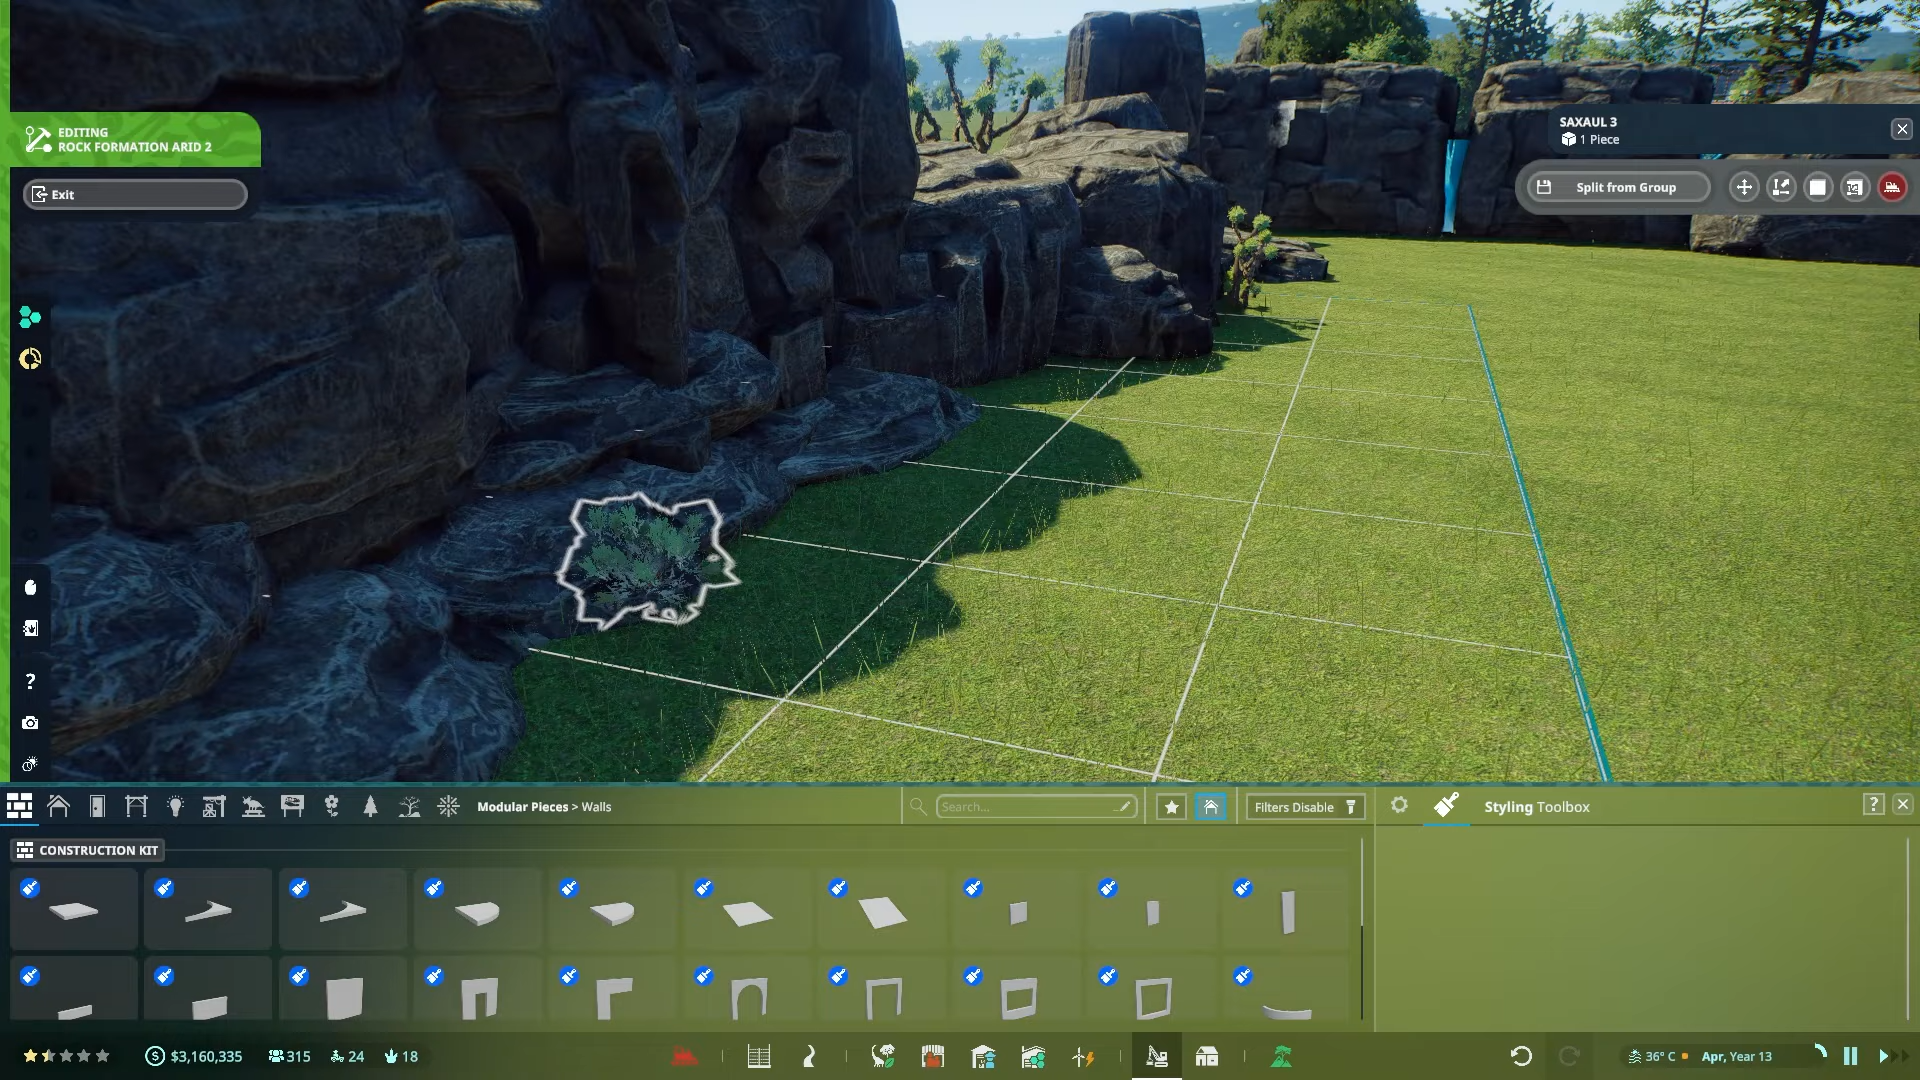 EDITING
ROCK FORMATION ARID 2
Exit
SAXAUL 3
1 Piece
Split from Group
Modular Pieces > Walls
Search...
Filters Disable
Styling Toolbox
?
?
CONSTRUCTION KIT
$3,160,335
315
24
18
36° C
Apr, Year 13